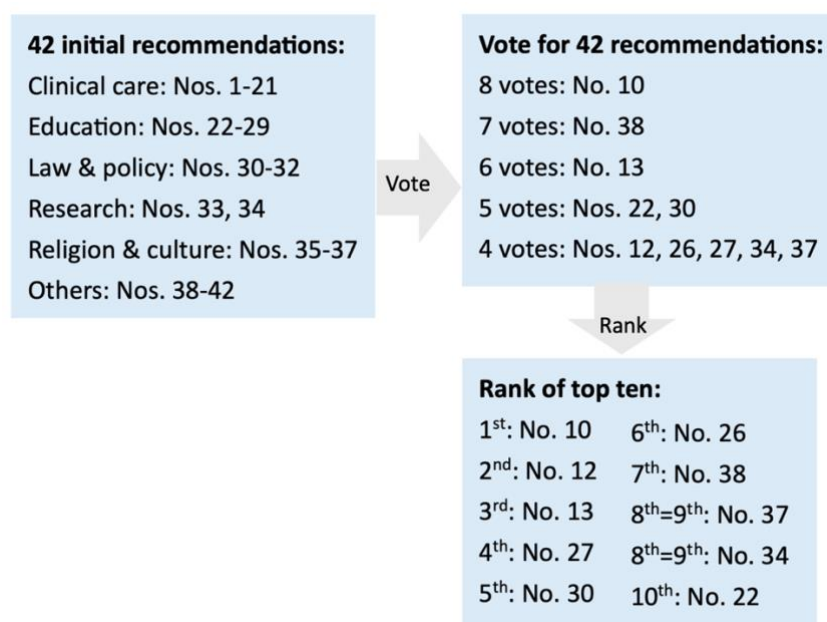 42 initial recommendations:
Clinical care: Nos. 1-21
Education: Nos. 22-29
Law & policy: Nos. 30-32
Research: Nos. 33, 34
Religion & culture: Nos. 35-37
Others: Nos. 38-42
Vote
Vote for 42 recommendations:
8 votes: No. 10
7 votes: No. 38
6 votes: No. 13
5 votes: Nos. 22, 30
4 votes: Nos. 12, 26, 27, 34, 37
Rank
Rank of top ten:
1st: No. 10
2nd: No. 12
3rd: No. 13
4th: No. 27
5th: No. 30
6th: No. 26
7th: No. 38
8th=9th: No. 37
8th=9th: No. 34
10th: No. 22